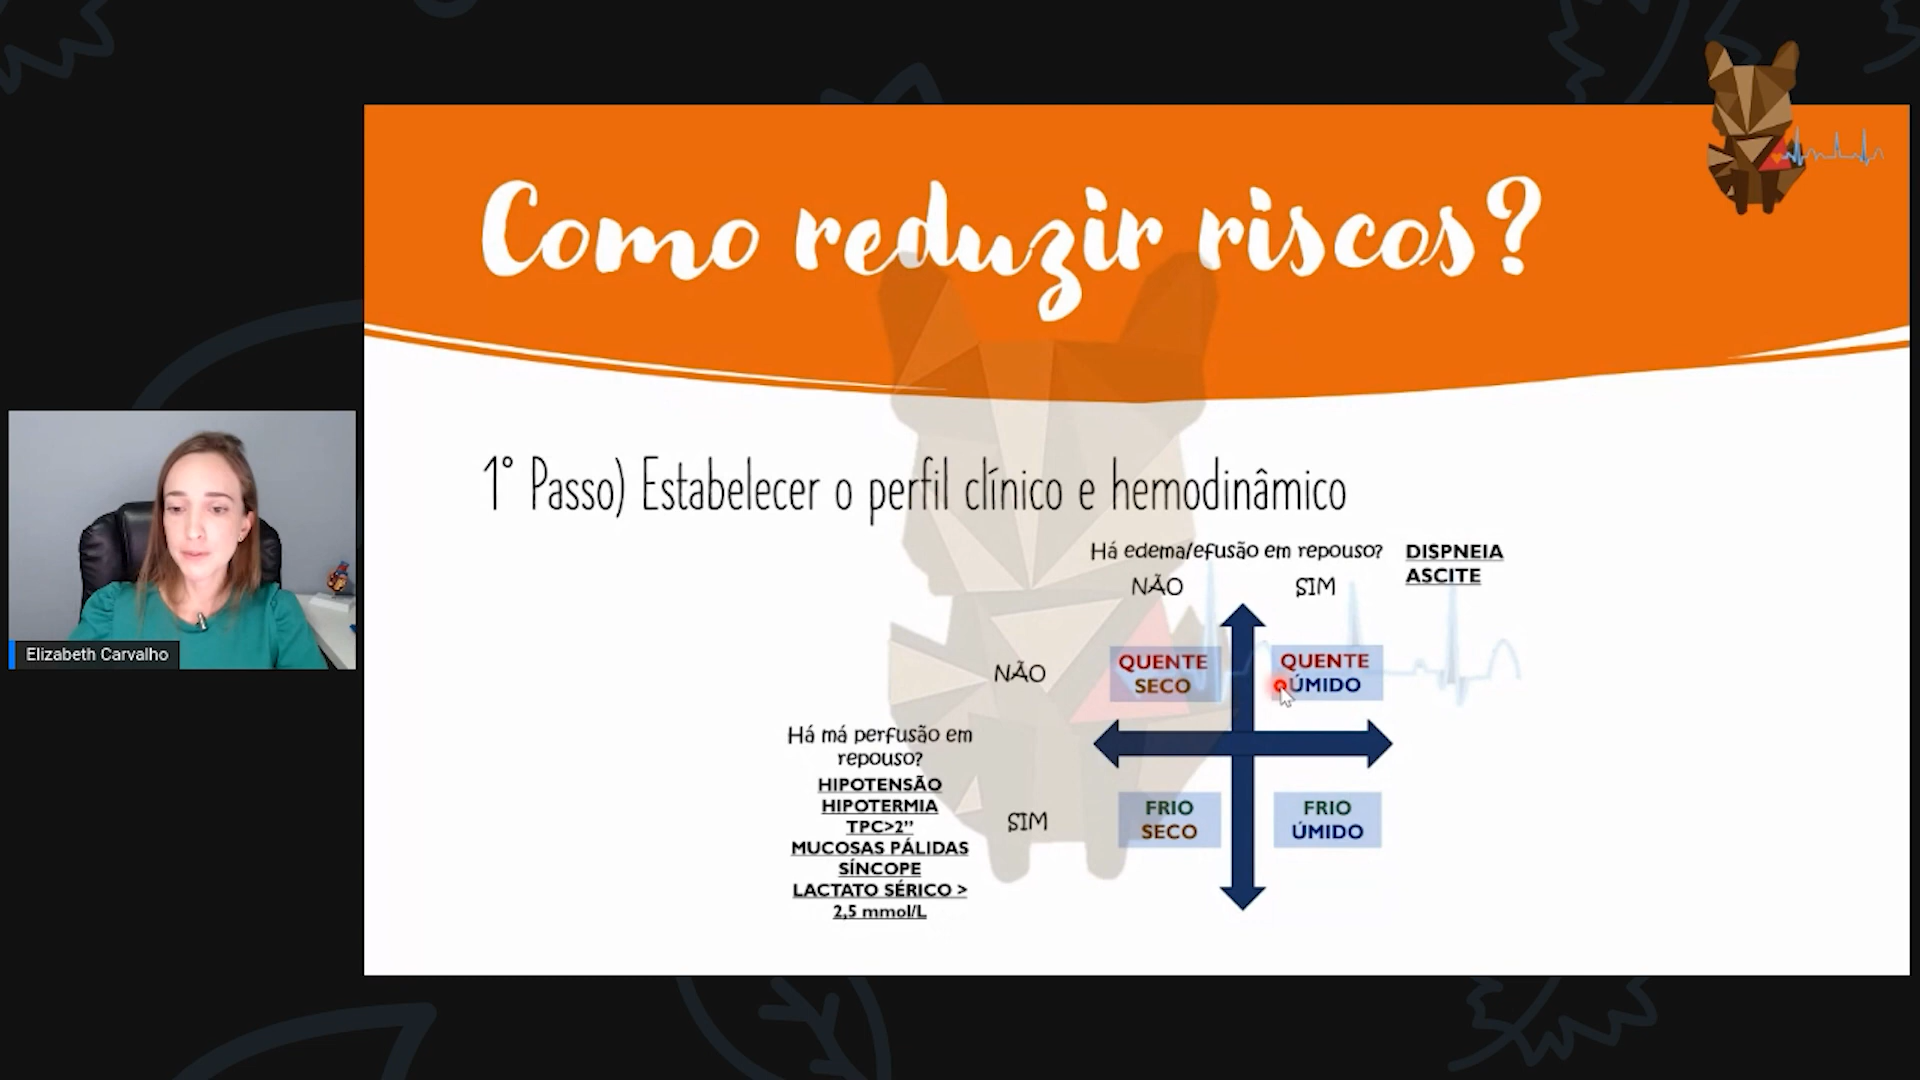 Como reduzir riscos?
1° Passo) Estabelecer o perfil clínico e hemodinâmico
Há edema/efusão em repouso?
DISPNEIA
ASCITE
NÃO
SIM
NÃO
QUENTE
SECO
QUENTE
ÚMIDO
Há má perfusão em
repouso?
HIPOTENSÃO
HIPOTERMIA
TPC>2”
MUCOSAS PÁLIDAS
SÍNCOPE
LACTATO SÉRICO >
2,5 mmol/L
SIM
FRIO
SECO
FRIO
ÚMIDO
Elizabeth Carvalho